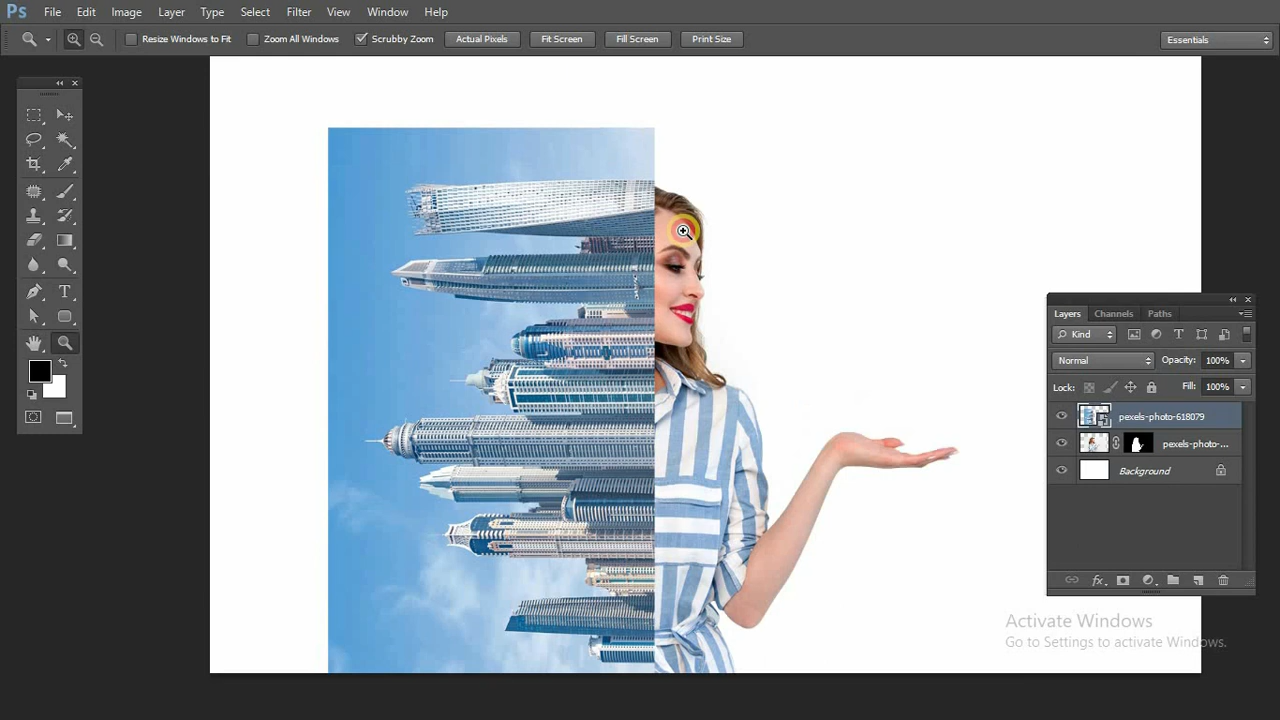 Ps File Edit Image Layer Type Select Filter 3D View Window Help
Resize Windows to Fit Zoom All Windows Scrubby Zoom Actual Pixels Fit Screen Fill Screen Print Size Essentials
Layers Channels Paths
Kind
Normal Opacity: 100%
Lock: Fill: 100%
pexels-photo-618079
pexels-photo-...
Background
fx
Activate Windows
Go to Settings to activate Windows.